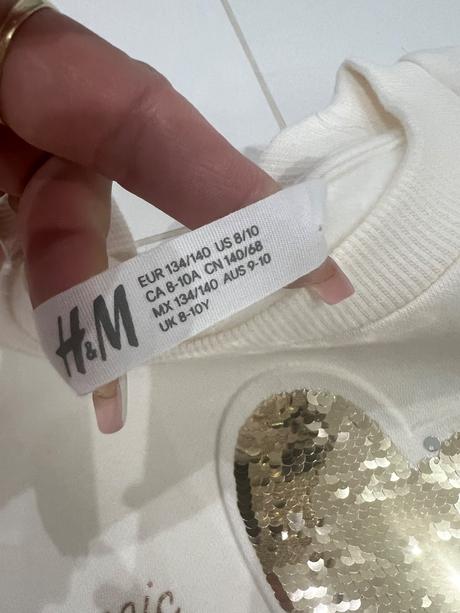 H&M
EUR 134/140 US 8/10
CA 8-10A CN 140/68
MX 134/140 AUS 9-10
UK 8-10Y